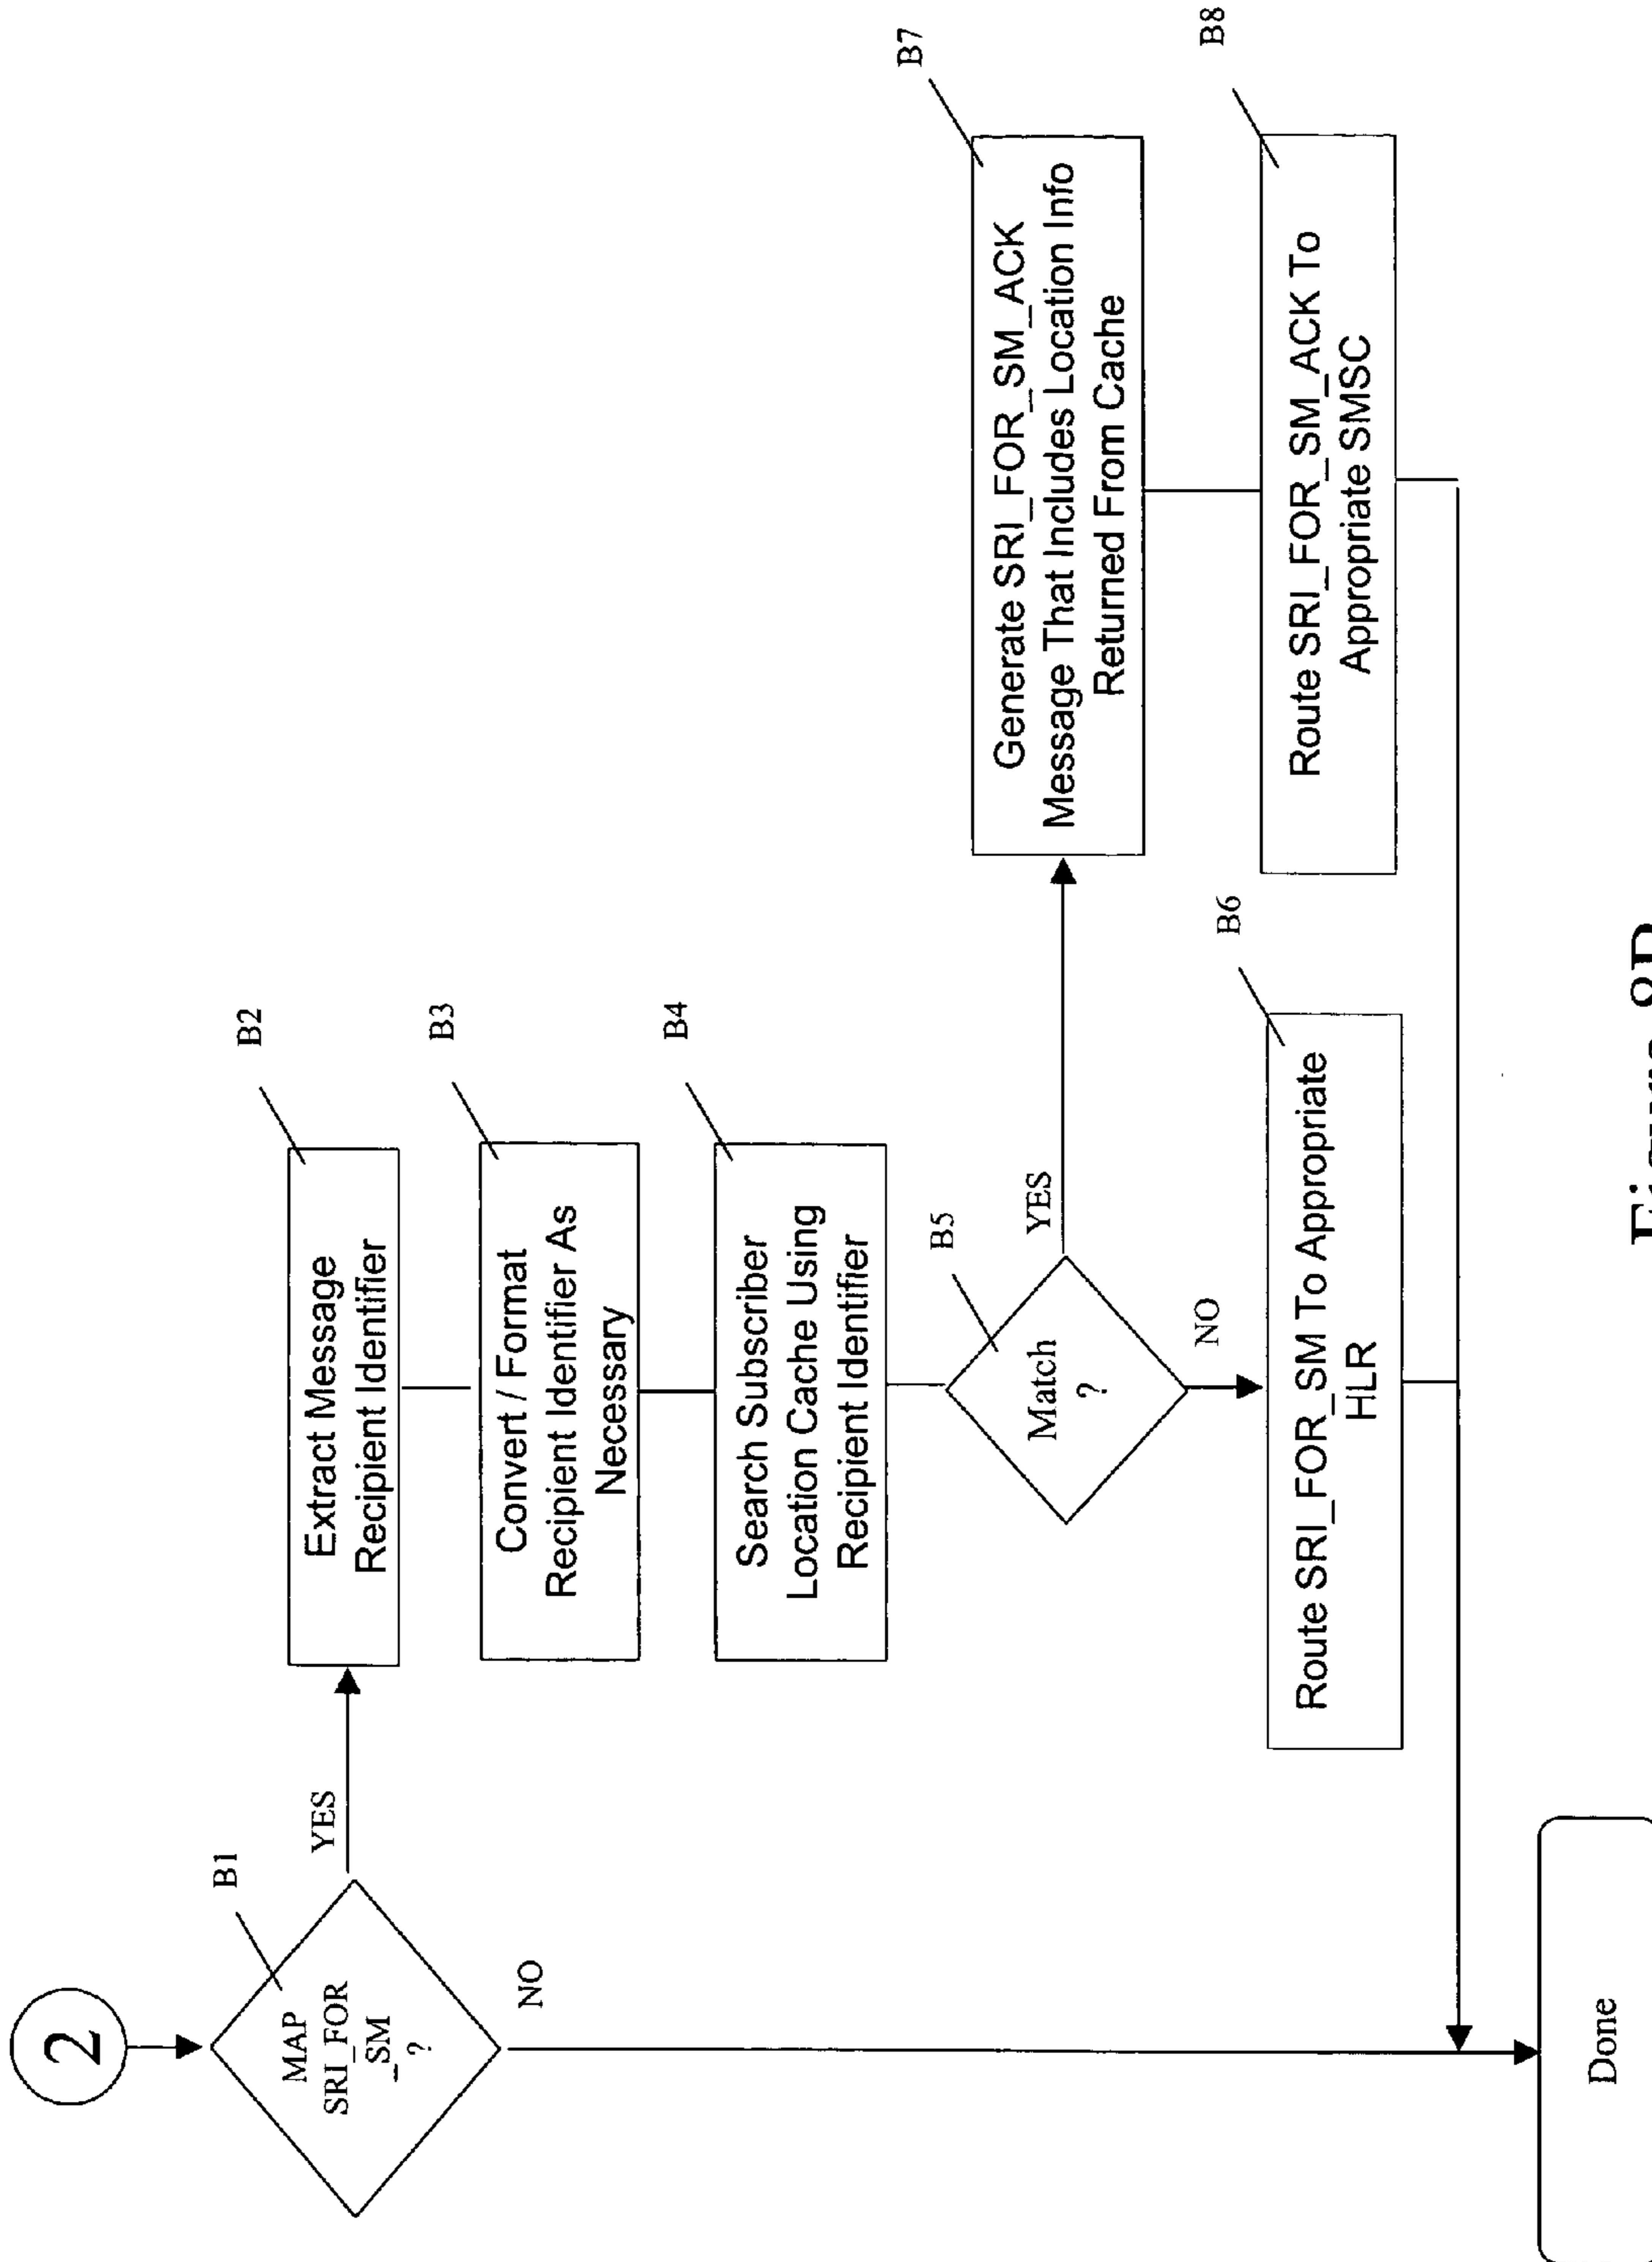 2
B1
MAP
SRI_FOR
_SM
?
YES
NO
B2
Extract Message
Recipient Identifier
B3
Convert / Format
Recipient Identifier As
Necessary
B4
Search Subscriber
Location Cache Using
Recipient Identifier
B5
Match
?
YES
NO
B6
Route SRI_FOR_SM To Appropriate
HLR
B7
Generate SRI_FOR_SM_ACK
Message That Includes Location Info
Returned From Cache
B8
Route SRI_FOR_SM_ACK To
Appropriate SMSC
Done
Figure